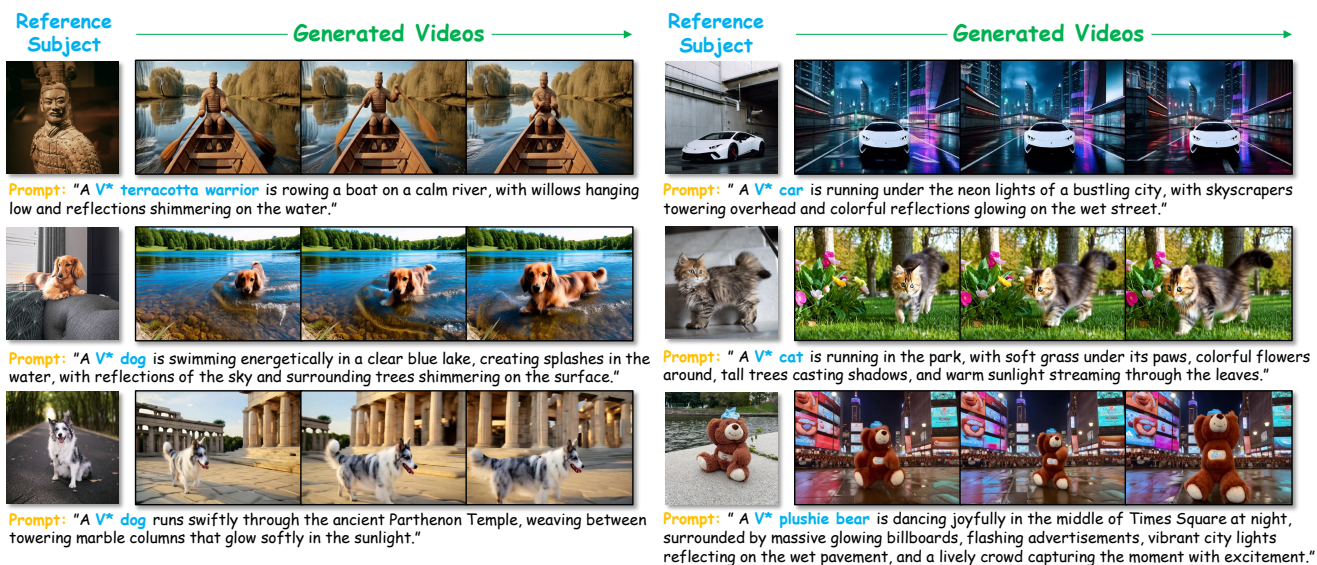 Reference
Subject
Generated Videos
Prompt: "A V* terracotta warrior is rowing a boat on a calm river, with willows hanging
low and reflections shimmering on the water."
Prompt: "A V* dog is swimming energetically in a clear blue lake, creating splashes in the
water, with reflections of the sky and surrounding trees shimmering on the surface."
Prompt: "A V* dog runs swiftly through the ancient Parthenon Temple, weaving between
towering marble columns that glow softly in the sunlight."
Reference
Subject
Generated Videos
Prompt: " A V* car is running under the neon lights of a bustling city, with skyscrapers
towering overhead and colorful reflections glowing on the wet street."
Prompt: " A V* cat is running in the park, with soft grass under its paws, colorful flowers
around, tall trees casting shadows, and warm sunlight streaming through the leaves."
Prompt: " A V* plushie bear is dancing joyfully in the middle of Times Square at night,
surrounded by massive glowing billboards, flashing advertisements, vibrant city lights
reflecting on the wet pavement, and a lively crowd capturing the moment with excitement."